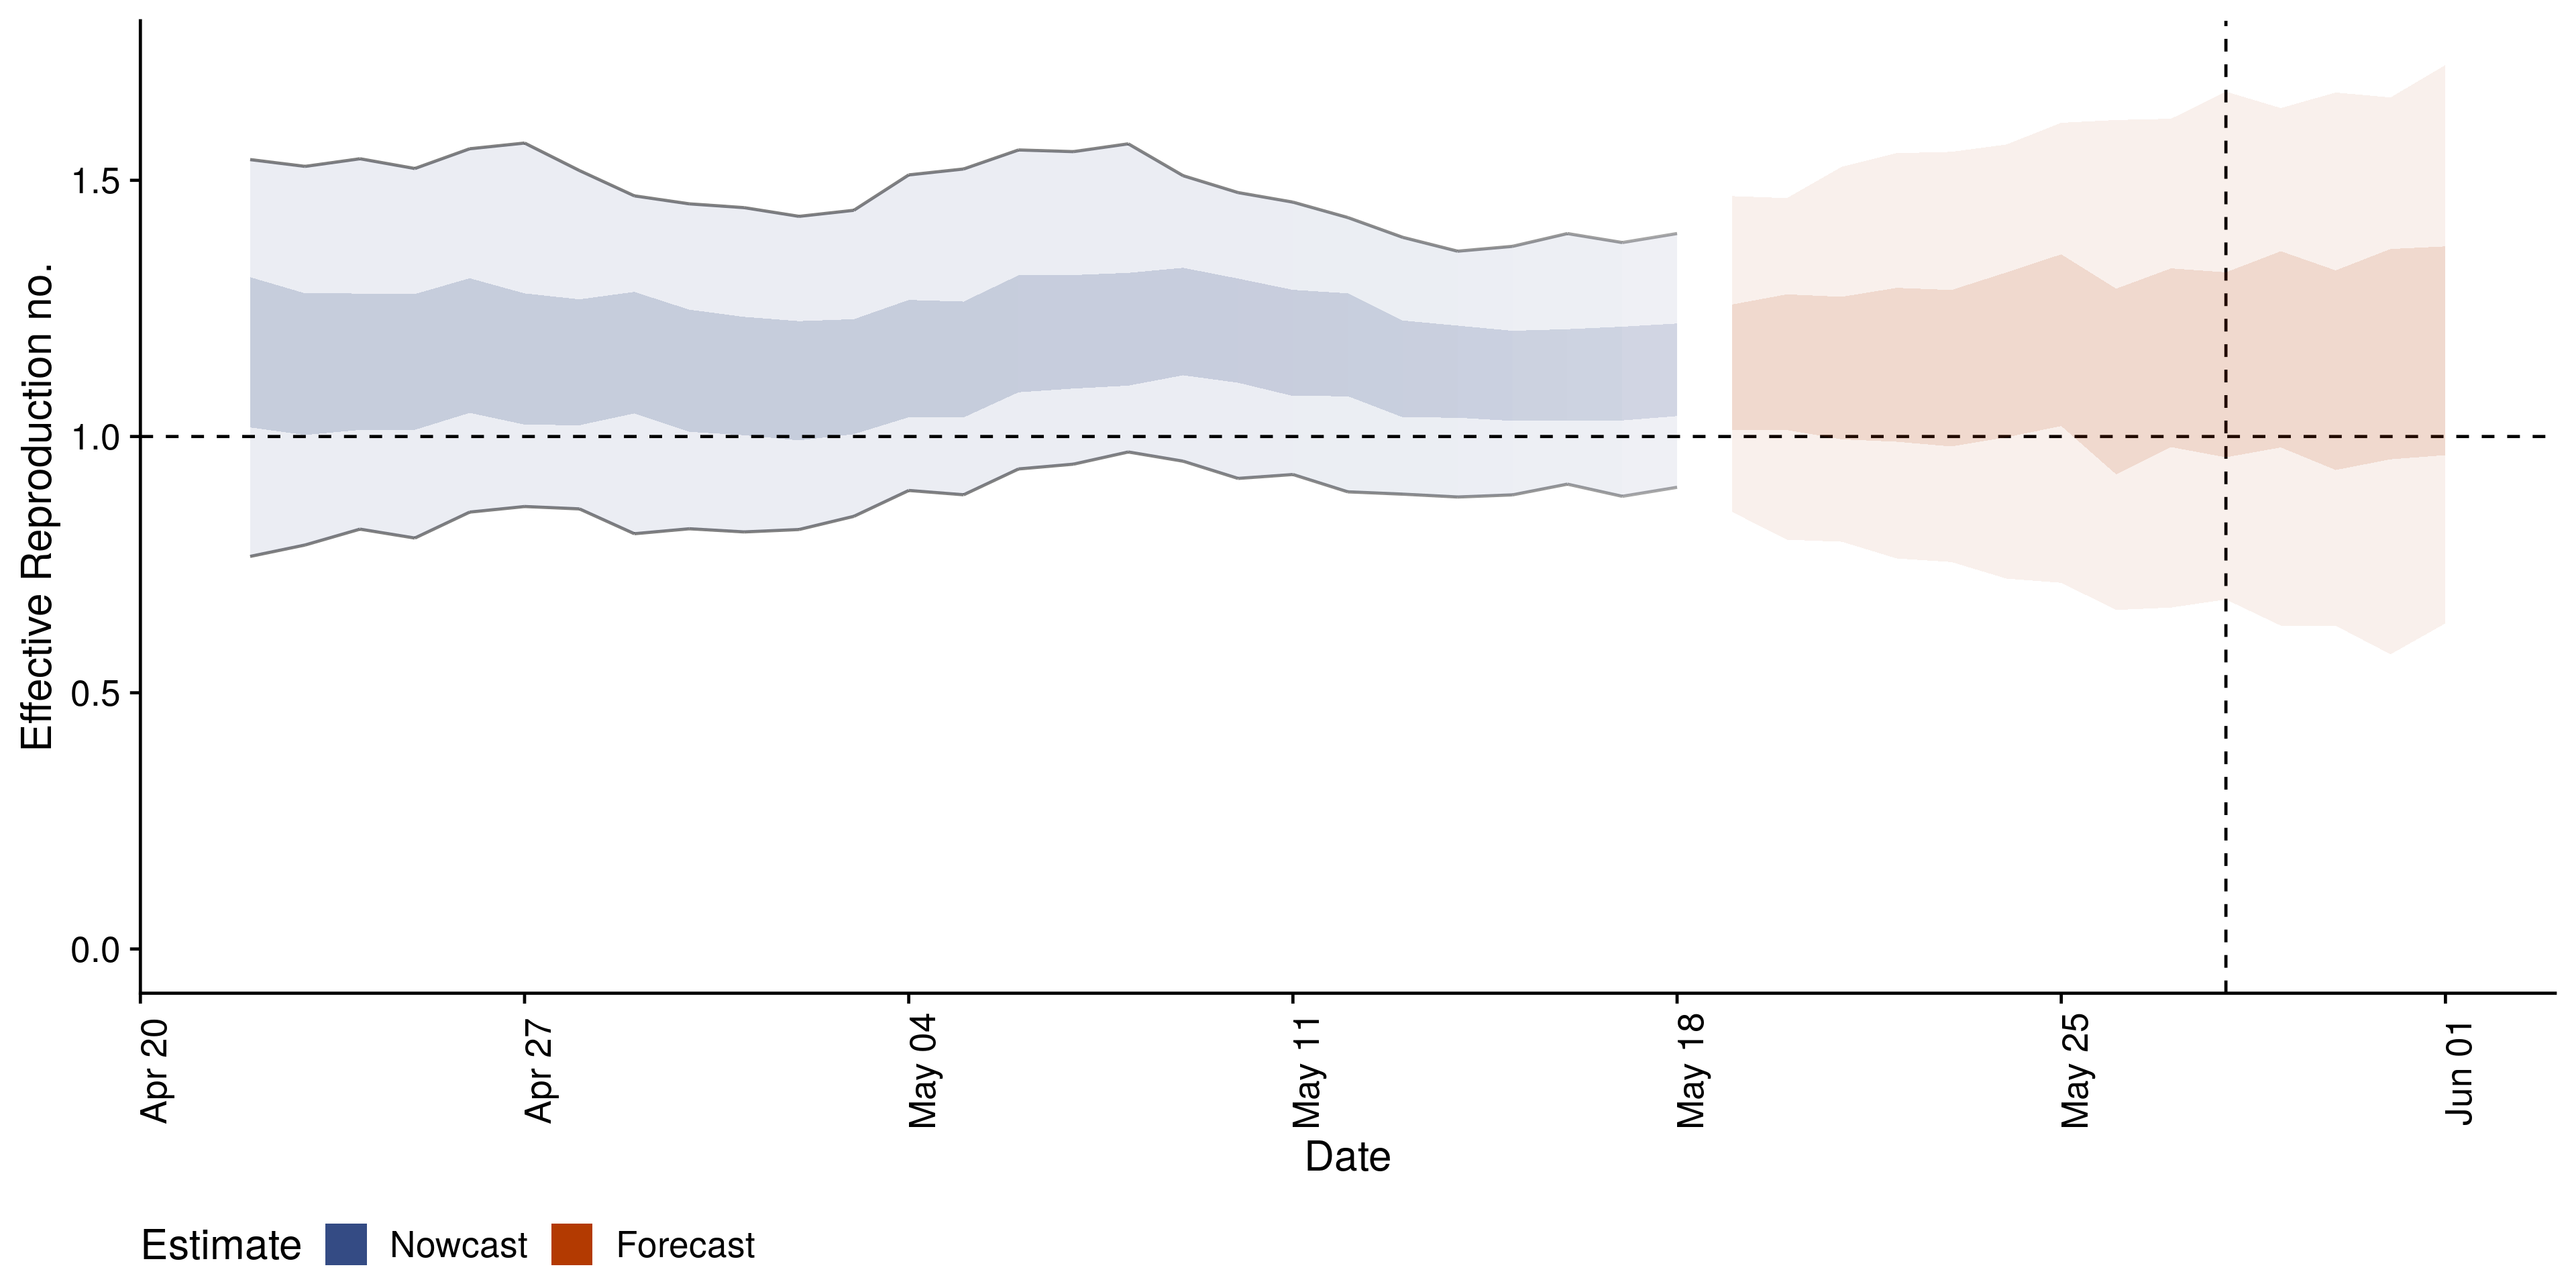 Effective Reproduction no.
1.5
1.0
0.5
0.0
Apr 20
Apr 27
May 04
May 11
May 18
May 25
Jun 01
Date
Estimate Nowcast Forecast